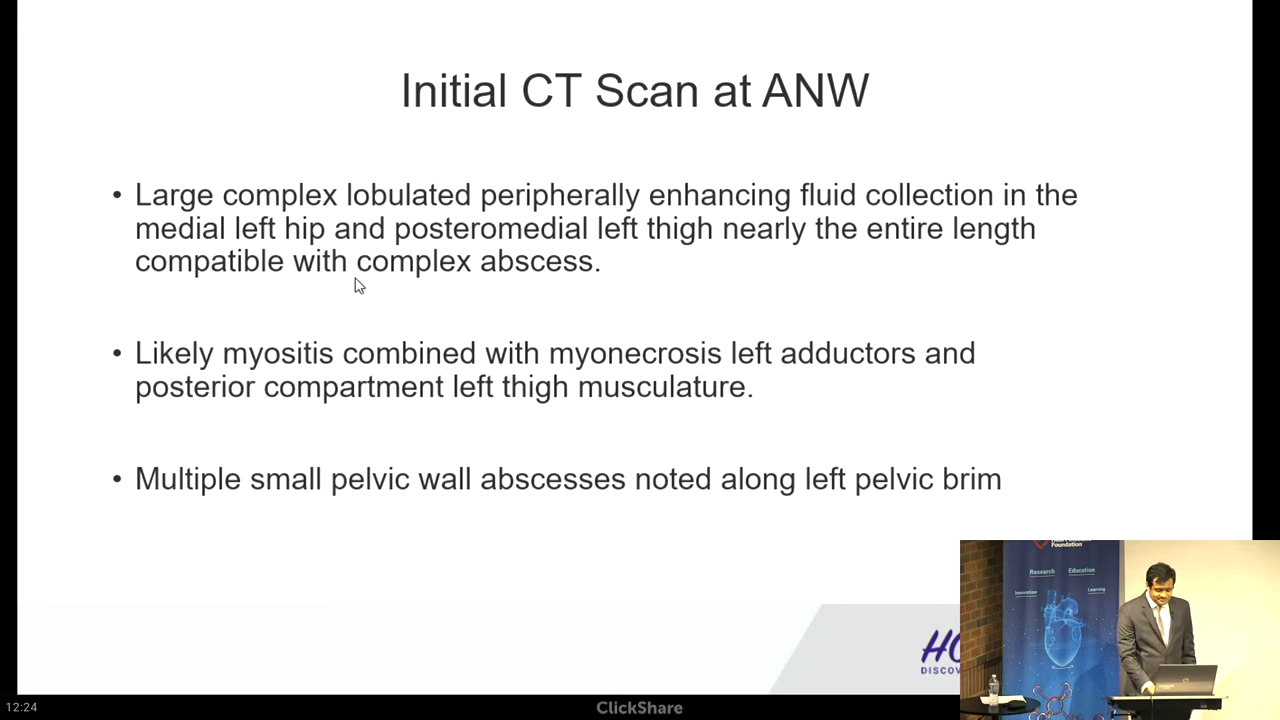 Initial CT Scan at ANW
• Large complex lobulated peripherally enhancing fluid collection in the
medial left hip and posteromedial left thigh nearly the entire length
compatible with complex abscess.
• Likely myositis combined with myonecrosis left adductors and
posterior compartment left thigh musculature.
• Multiple small pelvic wall abscesses noted along left pelvic brim
Foundation
Research
Education
Innovation
Learning
12:24
ClickShare